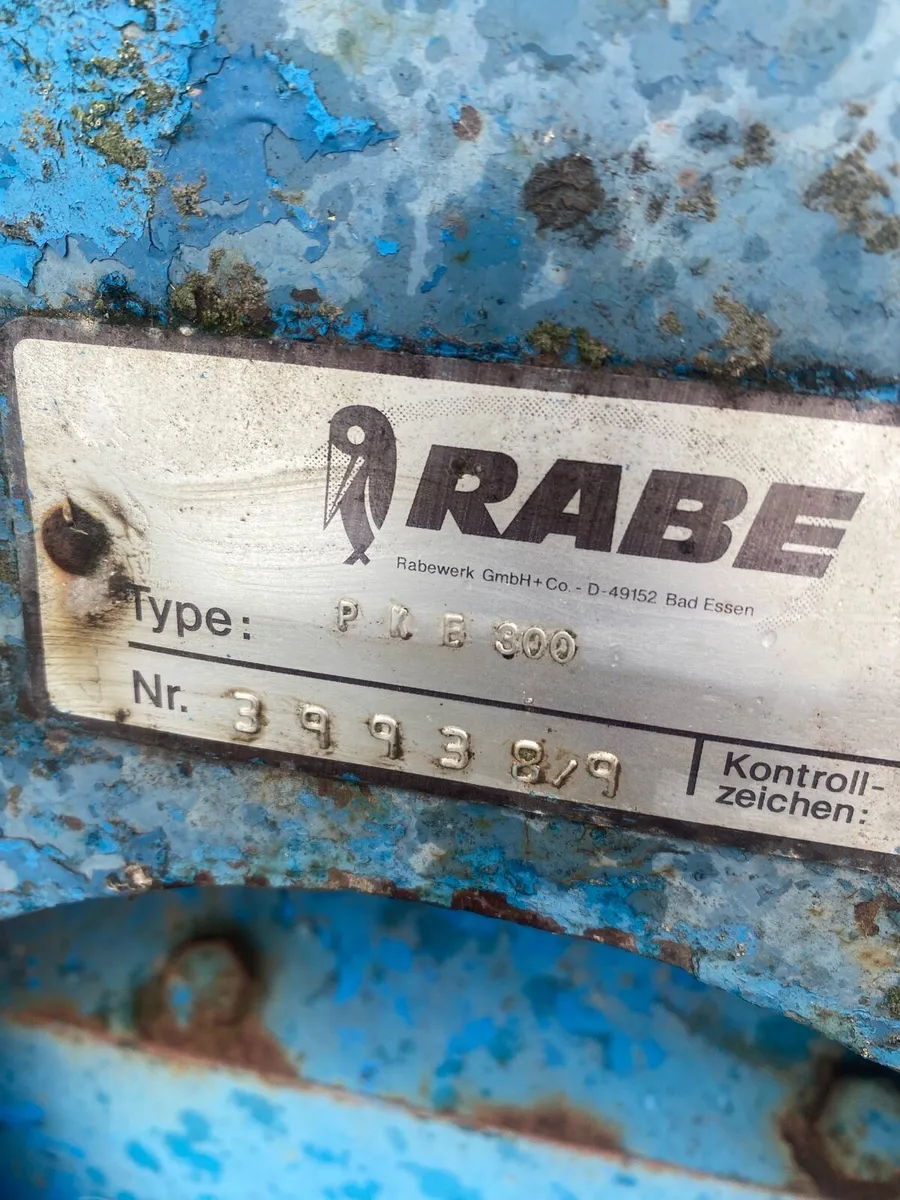 RABE
Rabewerk GmbH+Co. - D-49152 Bad Essen
Type: PKE 300
Nr. 39938/9
Kontroll-
zeichen: